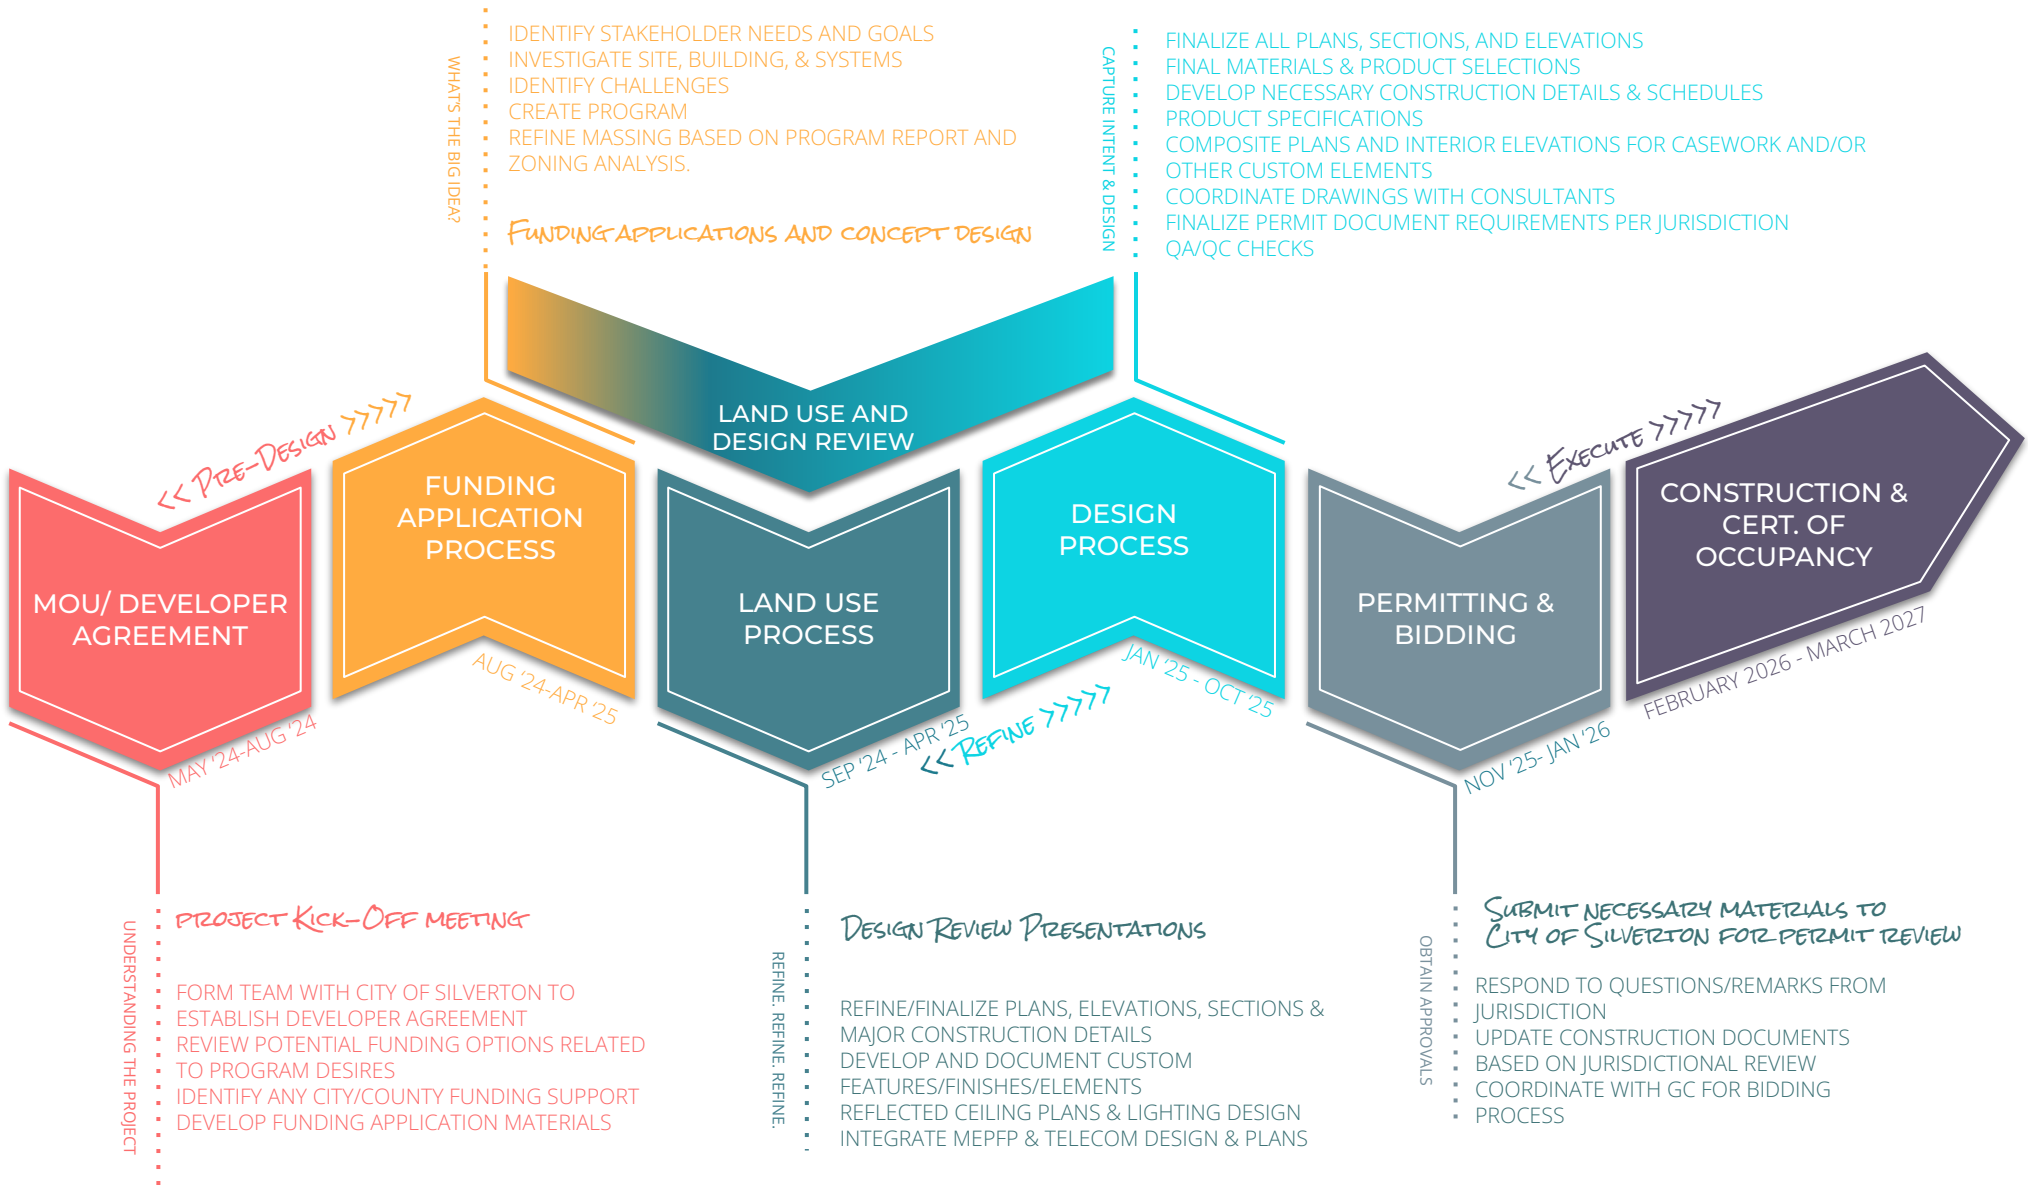 WHAT'S THE BIG IDEA?
IDENTIFY STAKEHOLDER NEEDS AND GOALS
INVESTIGATE SITE, BUILDING, & SYSTEMS
IDENTIFY CHALLENGES
CREATE PROGRAM
REFINE MASSING BASED ON PROGRAM REPORT AND
ZONING ANALYSIS.
FUNDING APPLICATIONS AND CONCEPT DESIGN
CAPTURE INTENT & DESIGN
FINALIZE ALL PLANS, SECTIONS, AND ELEVATIONS
FINAL MATERIALS & PRODUCT SELECTIONS
DEVELOP NECESSARY CONSTRUCTION DETAILS & SCHEDULES
PRODUCT SPECIFICATIONS
COMPOSITE PLANS AND INTERIOR ELEVATIONS FOR CASEWORK AND/OR
OTHER CUSTOM ELEMENTS
COORDINATE DRAWINGS WITH CONSULTANTS
FINALIZE PERMIT DOCUMENT REQUIREMENTS PER JURISDICTION
QA/QC CHECKS
LAND USE AND
DESIGN REVIEW
<< PRE-DESIGN >>>>>
<< EXECUTE >>>>>
MOU/ DEVELOPER
AGREEMENT
FUNDING
APPLICATION
PROCESS
LAND USE
PROCESS
DESIGN
PROCESS
PERMITTING &
BIDDING
CONSTRUCTION &
CERT. OF
OCCUPANCY
MAY '24-AUG '24
AUG '24-APR '25
SEP '24 - APR '25
<< REFINE >>>>>
JAN '25 - OCT '25
NOV '25- JAN '26
FEBRUARY 2026 - MARCH 2027
UNDERSTANDING THE PROJECT
PROJECT KICK-OFF MEETING
FORM TEAM WITH CITY OF SILVERTON TO
ESTABLISH DEVELOPER AGREEMENT
REVIEW POTENTIAL FUNDING OPTIONS RELATED
TO PROGRAM DESIRES
IDENTIFY ANY CITY/COUNTY FUNDING SUPPORT
DEVELOP FUNDING APPLICATION MATERIALS
REFINE. REFINE. REFINE.
DESIGN REVIEW PRESENTATIONS
REFINE/FINALIZE PLANS, ELEVATIONS, SECTIONS &
MAJOR CONSTRUCTION DETAILS
DEVELOP AND DOCUMENT CUSTOM
FEATURES/FINISHES/ELEMENTS
REFLECTED CEILING PLANS & LIGHTING DESIGN
INTEGRATE MEPFP & TELECOM DESIGN & PLANS
OBTAIN APPROVALS
SUBMIT NECESSARY MATERIALS TO
CITY OF SILVERTON FOR PERMIT REVIEW
RESPOND TO QUESTIONS/REMARKS FROM
JURISDICTION
UPDATE CONSTRUCTION DOCUMENTS
BASED ON JURISDICTIONAL REVIEW
COORDINATE WITH GC FOR BIDDING
PROCESS